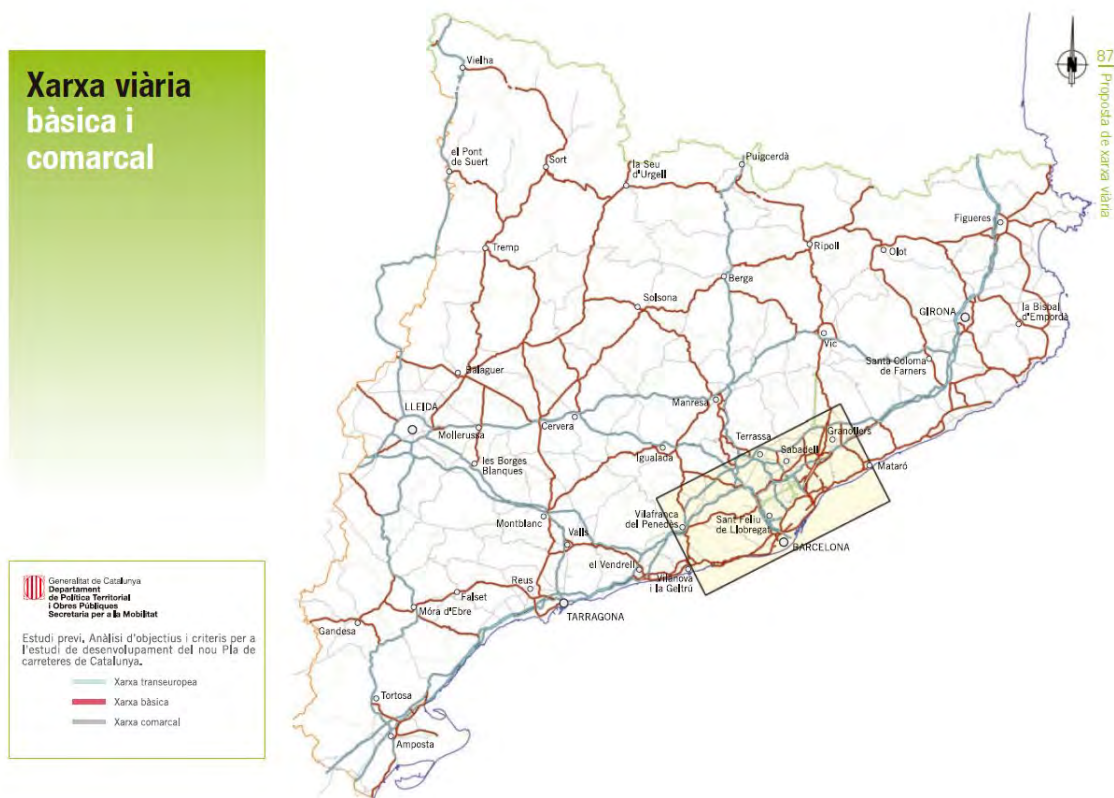 Xarxa viària
bàsica i
comarcal
87 | Proposta de xarxa viària
N
Vielha
el Pont
de Suert
Sort
la Seu
d'Urgell
Puigcerdà
Figueres
Tremp
Ripoll
Olot
Berga
Solsona
GIRONA
la Bisbal
d'Empordà
Vic
Santa Coloma
de Farners
Balaguer
Manresa
LLEIDA
Mollerussa
Cervera
Terrassa
Granollers
Sabadell
Igualada
les Borges
Blanques
Mataró
Montblanc
Vilafranca
del Penedès
Sant Feliu
de Llobregat
Valls
BARCELONA
el Vendrell
Vilanova
i la Geltrú
Reus
Falset
Móra d'Ebre
TARRAGONA
Gandesa
Tortosa
Amposta
Generalitat de Catalunya
Departament
de Política Territorial
i Obres Públiques
Secretaria per a la Mobilitat
Estudi previ. Anàlisi d'objectius i criteris per a
l'estudi de desenvolupament del nou Pla de
carreteres de Catalunya.
Xarxa transeuropea
Xarxa bàsica
Xarxa comarcal